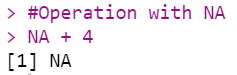 > #Operation with NA
> NA + 4
[1] NA